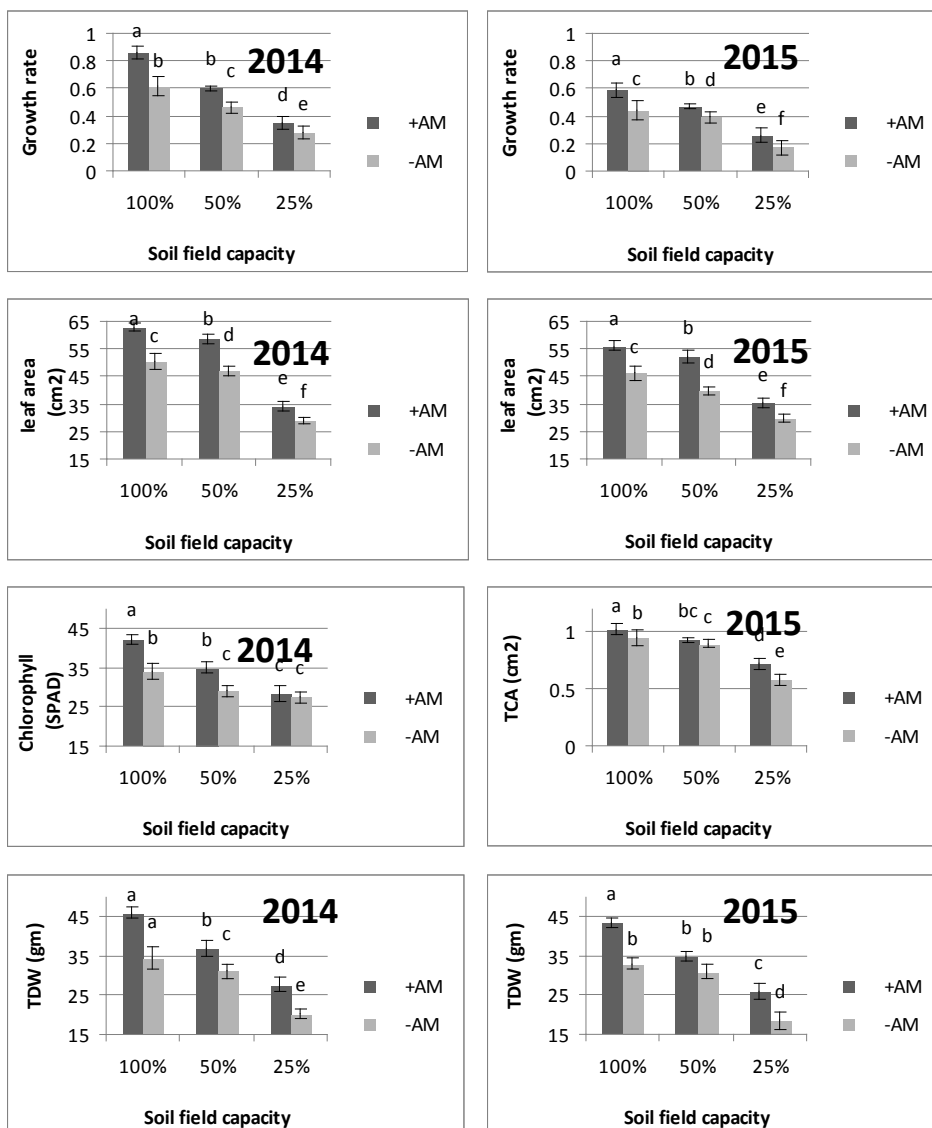 a
b
b
c
d
e
2014
Growth rate
1
0.8
0.6
0.4
0.2
0
100% 50% 25%
Soil field capacity
+AM
-AM
a
c
b
d
e
f
2015
Growth rate
1
0.8
0.6
0.4
0.2
0
100% 50% 25%
Soil field capacity
+AM
-AM
a
c
b
d
e
f
2014
leaf area
(cm2)
65
55
45
35
25
15
100% 50% 25%
Soil field capacity
+AM
-AM
a
c
b
d
e
f
2015
leaf area
(cm2)
65
55
45
35
25
15
100% 50% 25%
Soil field capacity
+AM
-AM
a
b
b
c
c
c
2014
Chlorophyll
(SPAD)
45
35
25
15
100% 50% 25%
Soil field capacity
+AM
-AM
a
b
bc
c
d
e
2015
TCA (cm2)
1
0.5
0
100% 50% 25%
Soil field capacity
+AM
-AM
a
a
b
c
d
e
2014
TDW (gm)
45
35
25
15
100% 50% 25%
Soil field capacity
+AM
-AM
a
b
b
b
c
d
2015
TDW (gm)
45
35
25
15
100% 50% 25%
Soil field capacity
+AM
-AM